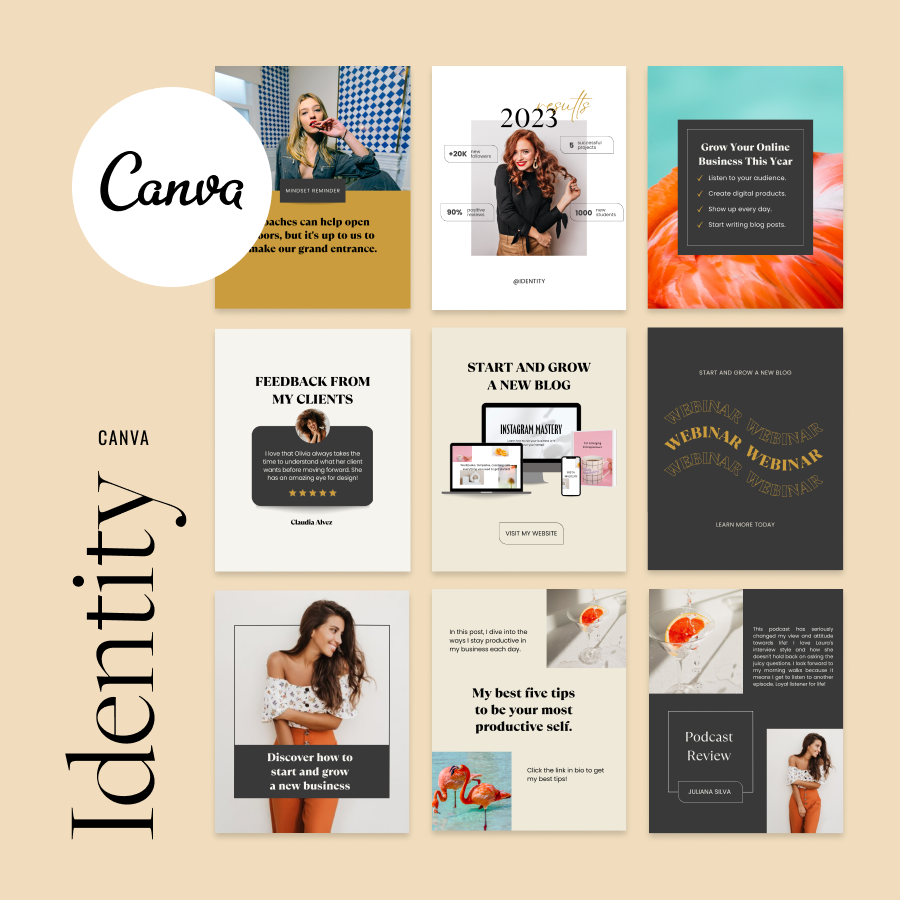 Canva
CANVA
Identity
MINDSET REMINDER
aches can help open
ors, but it's up to us to
make our grand entrance.
results
2023
+20K new followers
5 successful projects
90% positive reviews
1000 new students
@IDENTITY
Grow Your Online
Business This Year
✓ Listen to your audience.
✓ Create digital products.
✓ Show up every day.
✓ Start writing blog posts.
FEEDBACK FROM
MY CLIENTS
I love that Olivia always takes the
time to understand what her client
wants before moving forward. She
has an amazing eye for design!
Claudia Alvez
START AND GROW
A NEW BLOG
INSTAGRAM MASTERY
VISIT MY WEBSITE
START AND GROW A NEW BLOG
WEBINAR WEBINAR
WEBINAR WEBINAR
WEBINAR WEBINAR
LEARN MORE TODAY
Discover how to
start and grow
a new business
In this post, I dive into the
ways I stay productive in
my business each day.
My best five tips
to be your most
productive self.
Click the link in bio to get
my best tips!
This podcast has seriously
changed my view and attitude
towards life! I love Laura's
interview style and how she
doesn't hold back on asking the
juicy questions. I look forward to
my morning walks because it
means I get to listen to another
episode. Loyal listener for life!
Podcast
Review
JULIANA SILVA